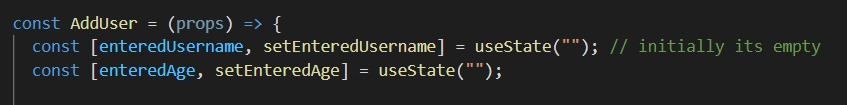 const AddUser = (props) => {
const [enteredUsername, setEnteredUsername] = useState(""); // initially its empty
const [enteredAge, setEnteredAge] = useState("");